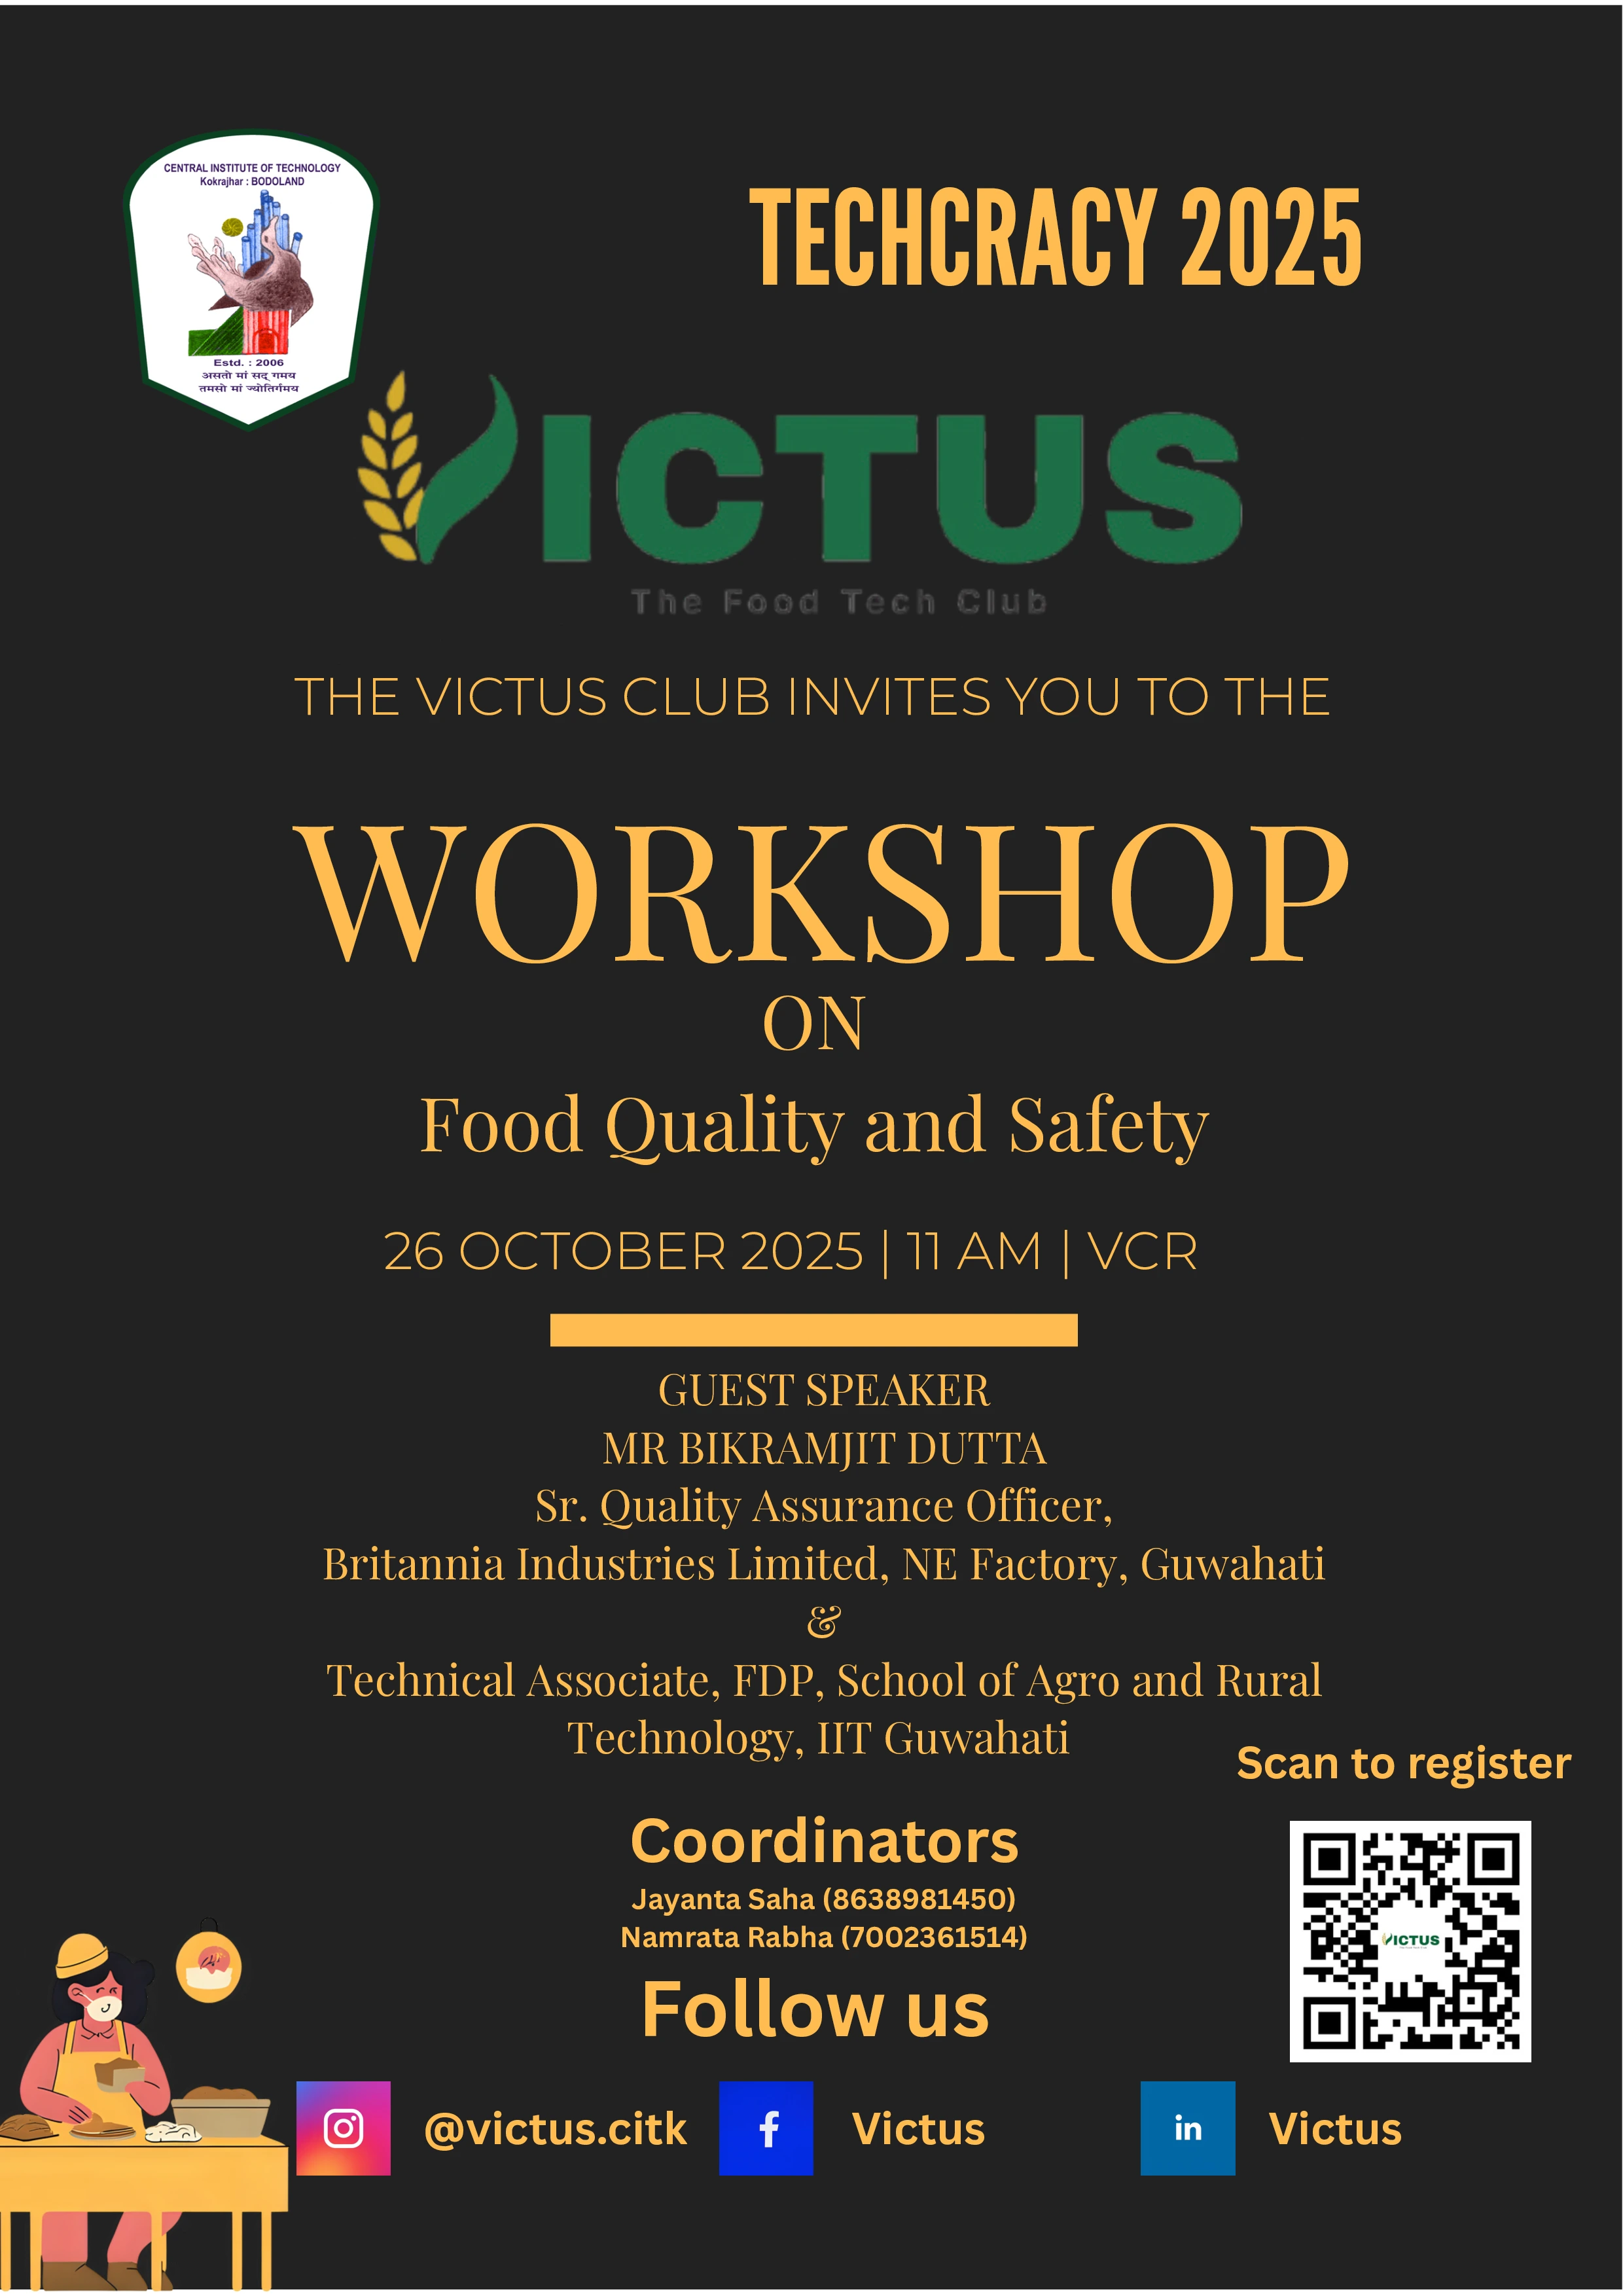 CENTRAL INSTITUTE OF TECHNOLOGY
Kokrajhar : BODOLAND
Estd. : 2006
असतो मां सद् गमय
तमसो मां ज्योतिर्गमय
TECHCRACY 2025
VICTUS
The Food Tech Club
THE VICTUS CLUB INVITES YOU TO THE
WORKSHOP
ON
Food Quality and Safety
26 OCTOBER 2025 | 11 AM | VCR
GUEST SPEAKER
MR BIKRAMJIT DUTTA
Sr. Quality Assurance Officer,
Britannia Industries Limited, NE Factory, Guwahati
&
Technical Associate, FDP, School of Agro and Rural
Technology, IIT Guwahati
Scan to register
VICTUS
Coordinators
Jayanta Saha (8638981450)
Namrata Rabha (7002361514)
Follow us
@victus.citk
Victus
in
Victus